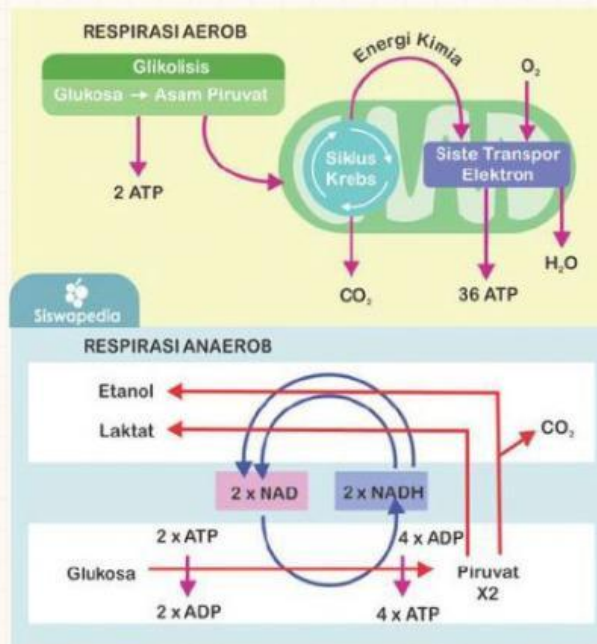 RESPIRASI AEROB
Glikolisis
Glukosa → Asam Piruvat
2 ATP
Energi Kimia
O₂
Siklus
Krebs
Siste Transpor
Elektron
CO₂
36 ATP
H₂O
Siswapedia
RESPIRASI ANAEROB
Etanol
Laktat
CO₂
2 x NAD
2 x NADH
2 x ATP
4 x ADP
Glukosa
Piruvat
X2
2 x ADP
4 x ATP